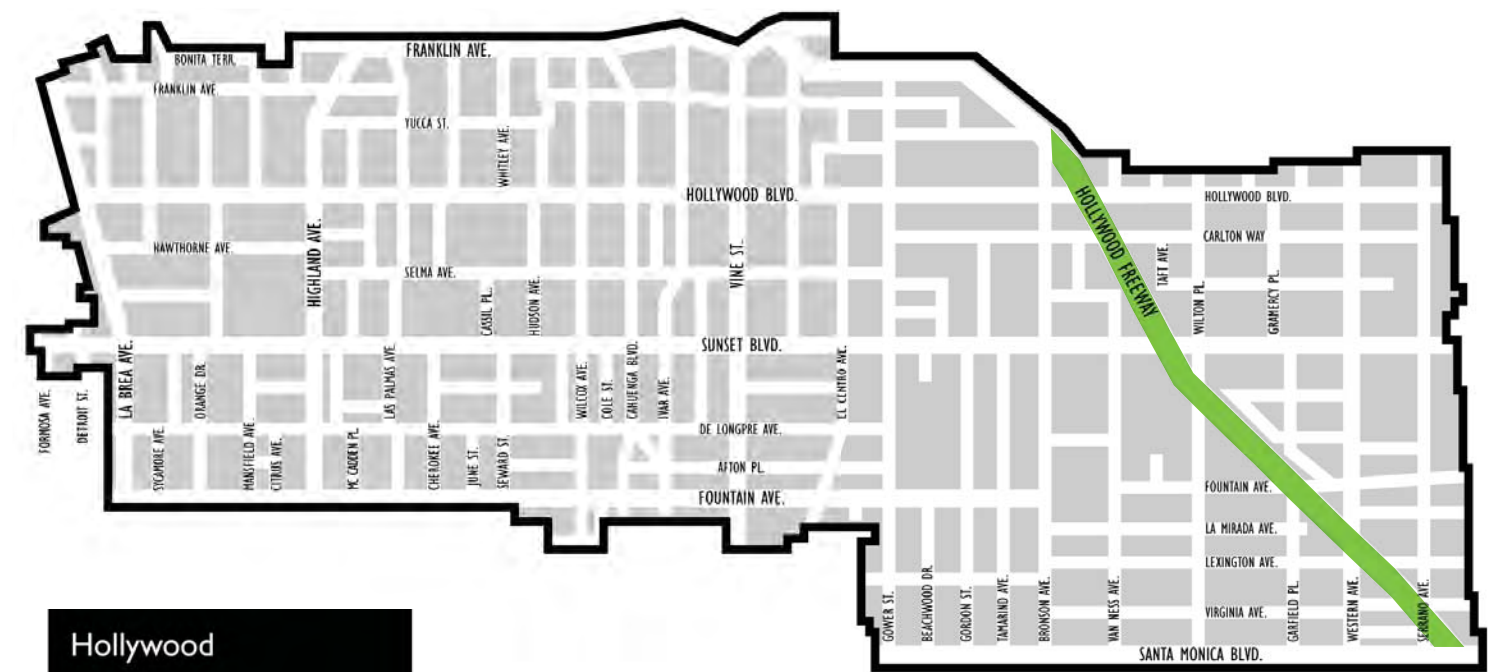 FRANKLIN AVE.
BONITA TERR.
FRANKLIN AVE.
YUCCA ST.
WHITLEY AVE.
HOLLYWOOD BLVD.
HOLLYWOOD BLVD.
HOLLYWOOD FREEWAY
HIGHLAND AVE.
HAWTHORNE AVE.
SELMA AVE.
VINE ST.
CARLTON WAY
TAFT AVE.
CASSIL PL.
HUDSON AVE.
WILTON PL.
GRAMERCY PL.
SUNSET BLVD.
FORMOSA AVE.
DETROIT ST.
LA BREA AVE.
ORANGE DR.
LAS PALMAS AVE.
WILCOX AVE.
COLE ST.
CAHUENGA BLVD.
IVAR AVE.
EL CENTRO AVE.
SYCAMORE AVE.
MANSFIELD AVE.
CITRUS AVE.
MC CADDEN PL.
CHEROKEE AVE.
JUNE ST.
SEWARD ST.
DE LONGPRE AVE.
AFTON PL.
FOUNTAIN AVE.
FOUNTAIN AVE.
LA MIRADA AVE.
LEXINGTON AVE.
VIRGINIA AVE.
GOWER ST.
BEACHWOOD DR.
GORDON ST.
TAMARIND AVE.
BRONSON AVE.
VAN NESS AVE.
GARFIELD PL.
WESTERN AVE.
SERRANO AVE.
SANTA MONICA BLVD.
Hollywood